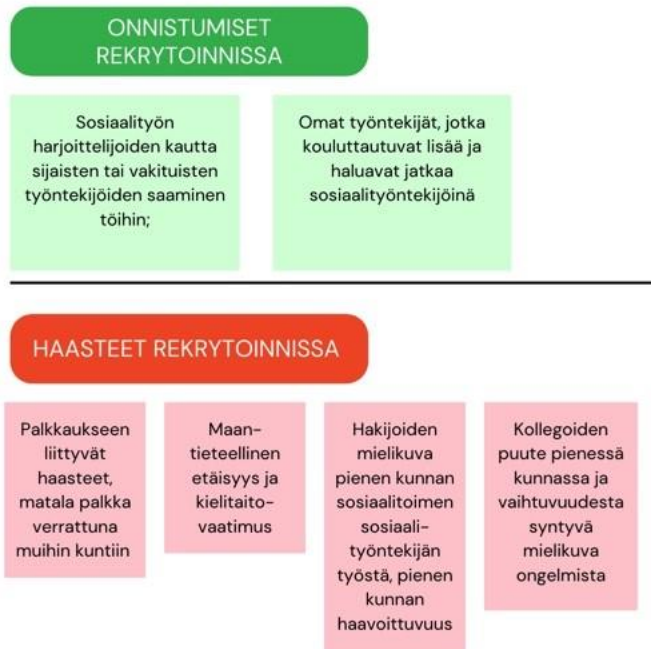 ONNISTUMISET
REKRYTOINNISSA
Sosiaalityön
harjoittelijoiden kautta
sijaisten tai vakituisten
työntekijöiden saaminen
töihin;
Omat työntekijät, jotka
kouluttautuvat lisää ja
haluavat jatkaa
sosiaalityöntekijöinä
HAASTEET REKRYTOINNISSA
Palkkaukseen
liittyvät
haasteet,
matala palkka
verrattuna
muihin kuntiin
Maan-
tieteellinen
etäisyys ja
kielitaito-
vaatimus
Hakijoiden
mielikuva
pienen kunnan
sosiaalitoimen
sosiaali-
työntekijän
työstä, pienen
kunnan
haavoittuvuus
Kollegoiden
puute pienessä
kunnassa ja
vaihtuvuudesta
syntyvä
mielikuva
ongelmista